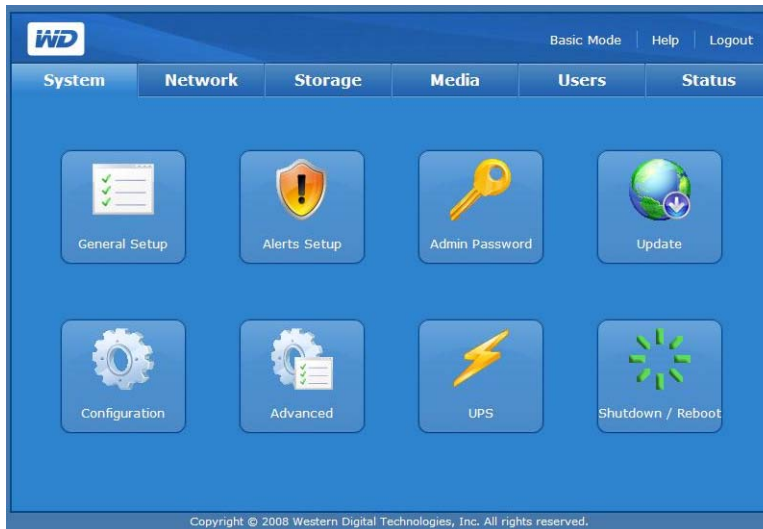 WD
Basic Mode Help Logout
System Network Storage Media Users Status
General Setup Alerts Setup Admin Password Update
Configuration Advanced UPS Shutdown / Reboot
Copyright © 2008 Western Digital Technologies, Inc. All rights reserved.